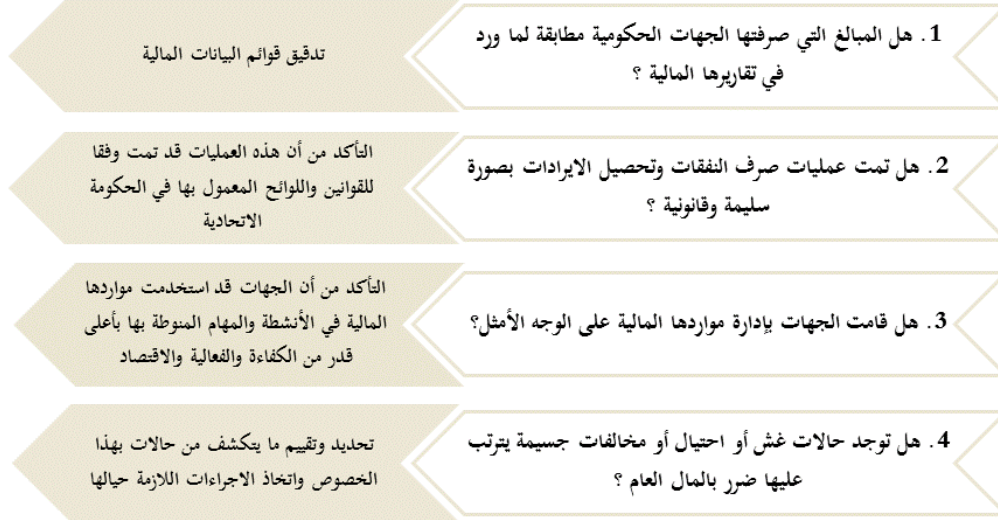 1. هل المبالغ التي صرفتها الجهات الحكومية مطابقة لما ورد
في تقاريرها المالية ؟
تدقيق قوائم البيانات المالية
2. هل تمت عمليات صرف النفقات وتحصيل الايرادات بصورة
سليمة وقانونية ؟
التأكد من أن هذه العمليات قد تمت وفقا
للقوانين واللوائح المعمول بها في الحكومة
الاتحادية
3. هل قامت الجهات بإدارة مواردها المالية على الوجه الأمثل؟
التأكد من أن الجهات قد استخدمت مواردها
المالية في الأنشطة والمهام المنوطة بها بأعلى
قدر من الكفاءة والفعالية والاقتصاد
4. هل توجد حالات غش أو احتيال أو مخالفات جسيمة يترتب
عليها ضرر بالمال العام ؟
تحديد وتقييم ما يتكشف من حالات بهذا
الخصوص واتخاذ الاجراءات اللازمة حيالها